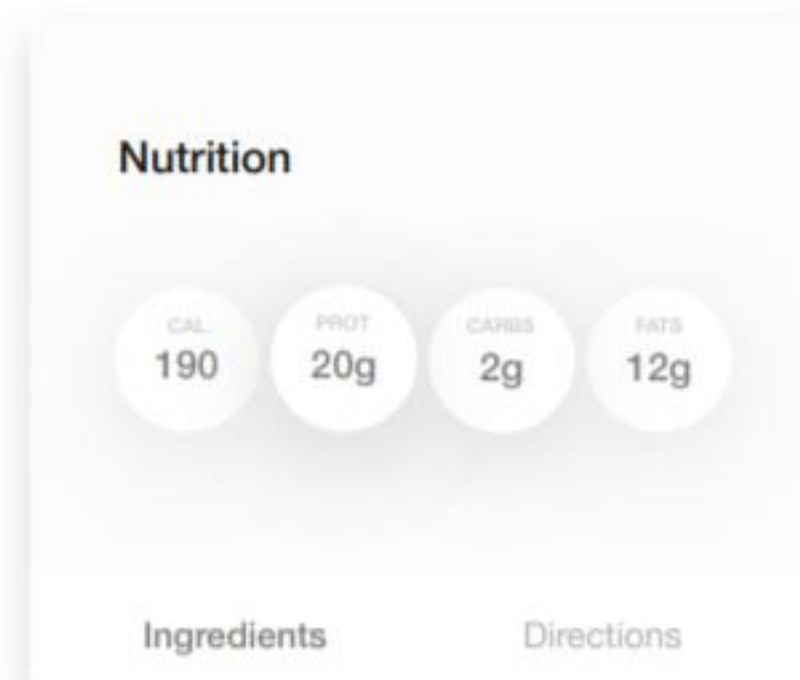 Nutrition
CAL PROT CARBS FATS
190 20g 2g 12g
Ingredients Directions